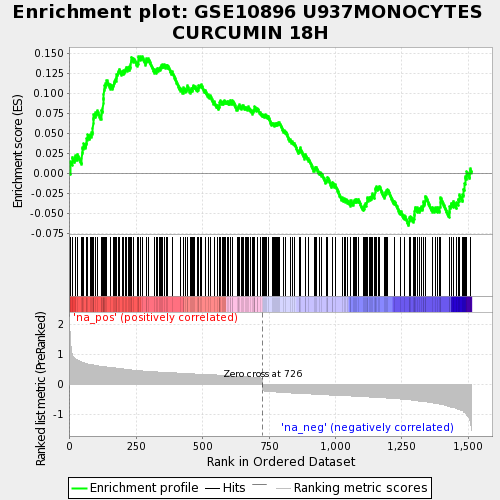 Enrichment plot: GSE10896 U937MONOCYTES
CURCUMIN 18H
Enrichment score (ES)
0.150
0.125
0.100
0.075
0.050
0.025
0.000
-0.025
-0.050
-0.075
'na_pos' (positively correlated)
Ranked list metric (PreRanked)
2
1
0
-1
Zero cross at 726
'na_neg' (negatively correlated)
0
250
500
750
1,000
1,250
1,500
Rank in Ordered Dataset
Enrichment profile
Hits
Ranking metric scores